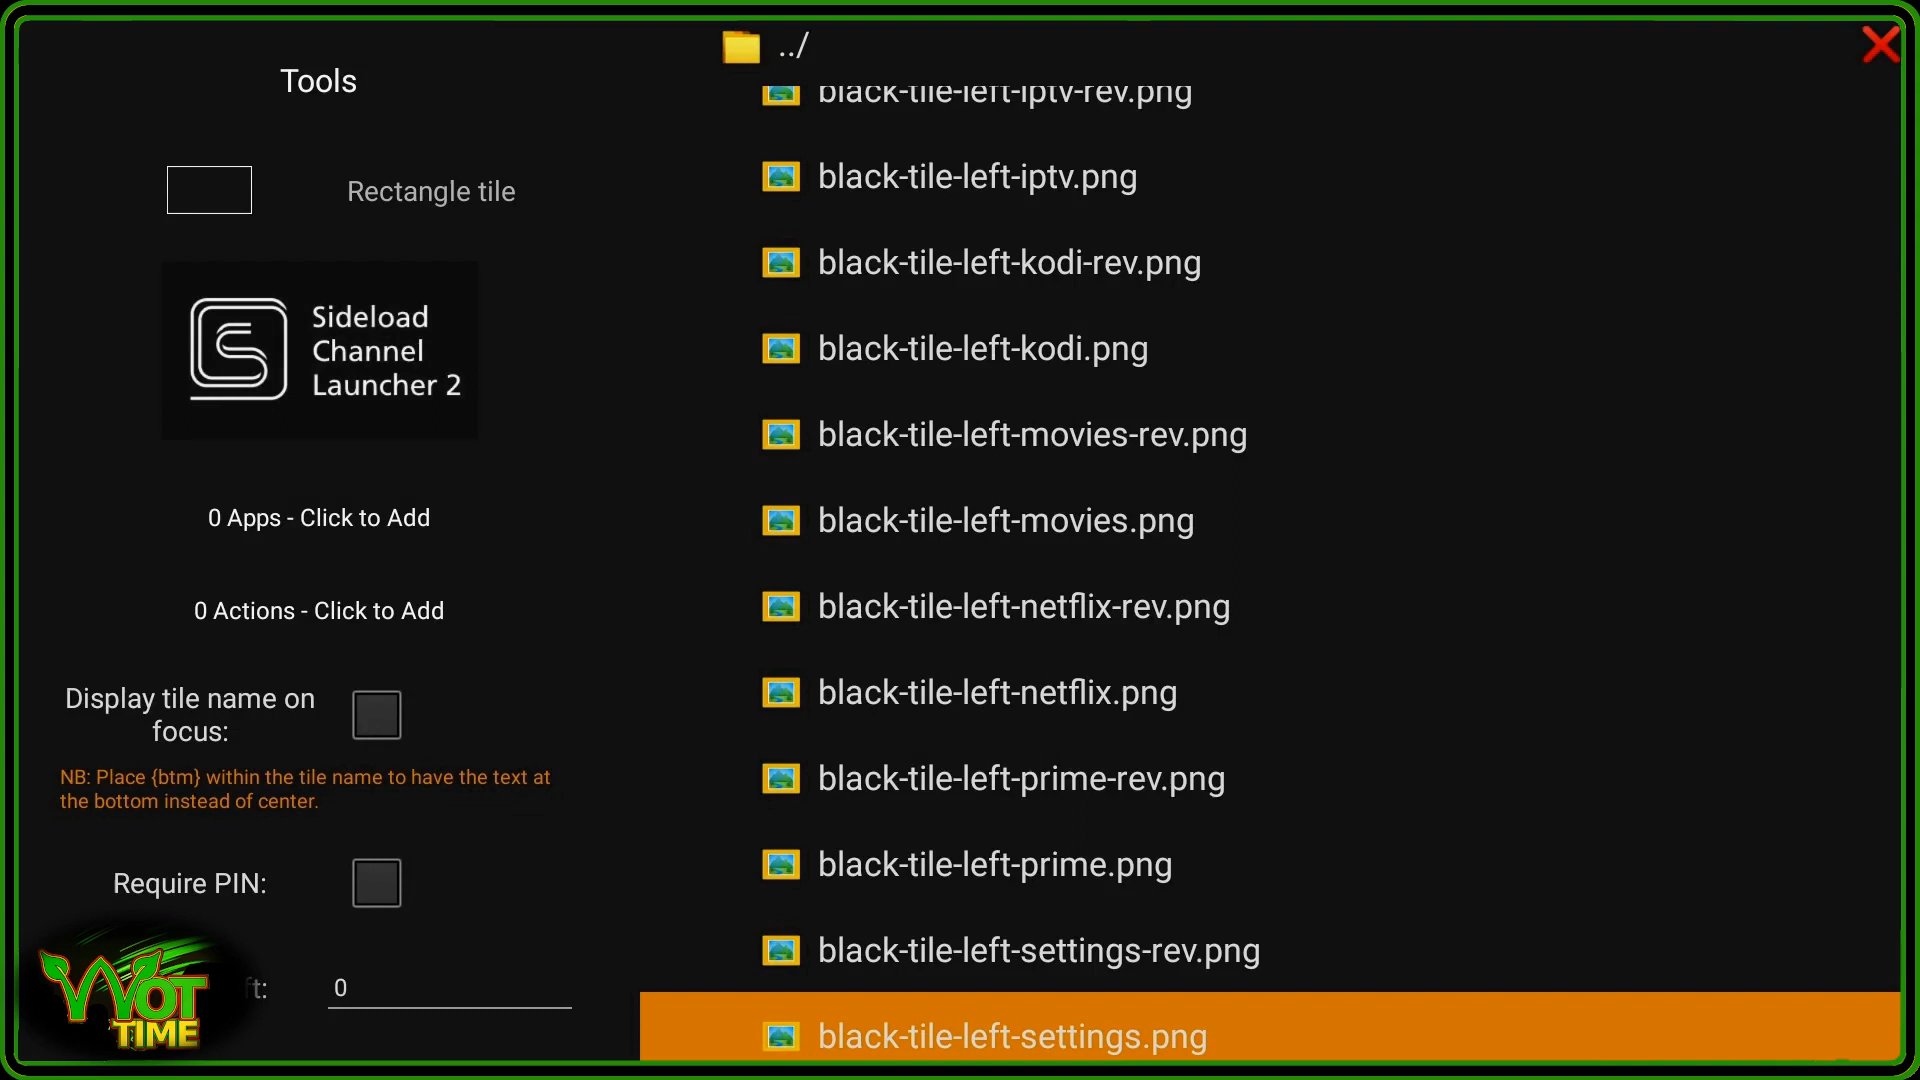 Tools
Rectangle tile
Sideload
Channel
Launcher 2
0 Apps - Click to Add
0 Actions - Click to Add
Display tile name on
focus:
NB: Place {btm} within the tile name to have the text at
the bottom instead of center.
Require PIN:
ft:
0
WOT
TIME
../
black-tile-left-iptv-rev.png
black-tile-left-iptv.png
black-tile-left-kodi-rev.png
black-tile-left-kodi.png
black-tile-left-movies-rev.png
black-tile-left-movies.png
black-tile-left-netflix-rev.png
black-tile-left-netflix.png
black-tile-left-prime-rev.png
black-tile-left-prime.png
black-tile-left-settings-rev.png
black-tile-left-settings.png